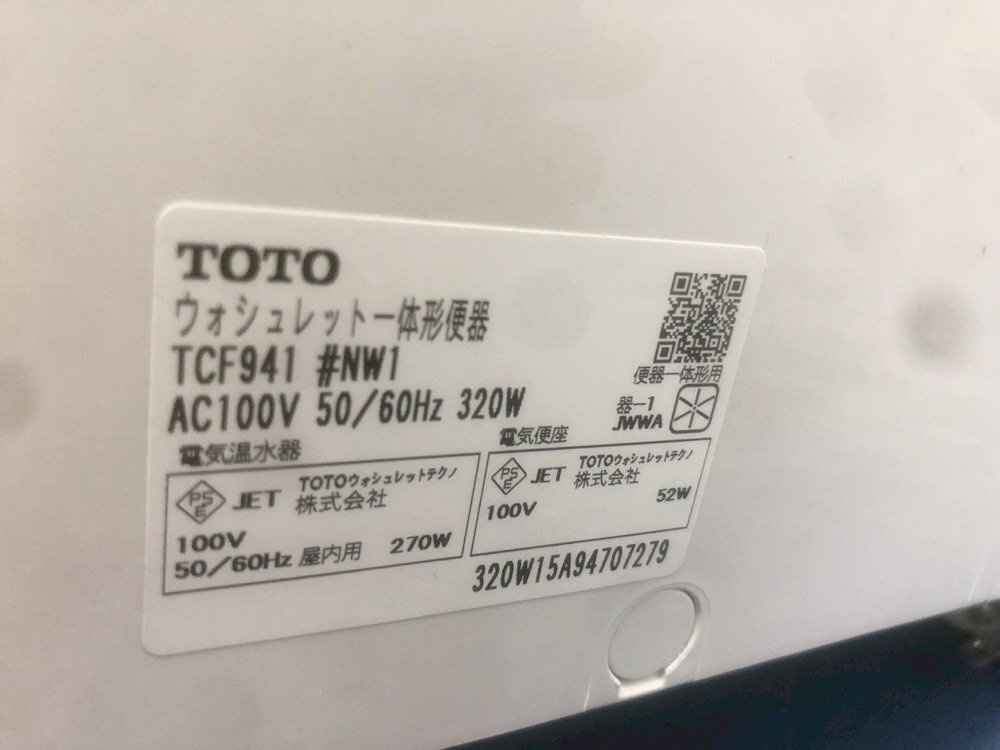 TOTO
ウォシュレット一体形便器
TCF941 #NW1
AC100V 50/60Hz 320W
便器一体形用
器-1
JWWA
電気温水器
PSE JET TOTOウォシュレットテクノ
株式会社
100V
50/60Hz 屋内用 270W
電気便座
PSE JET TOTOウォシュレットテクノ
株式会社
100V 52W
320W15A94707279